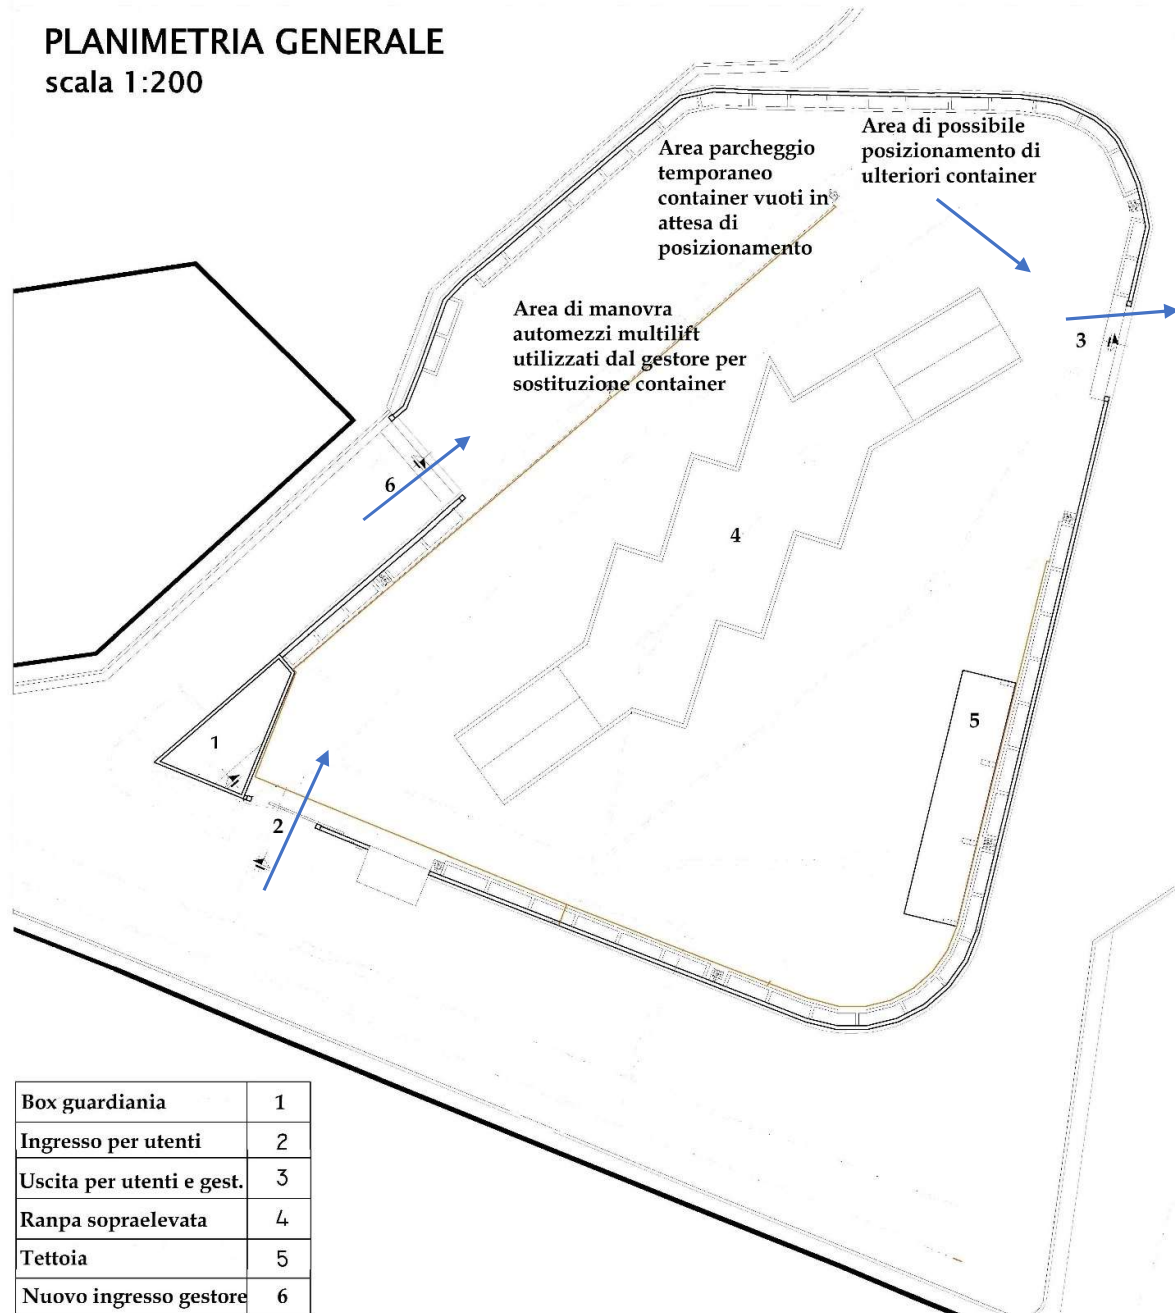 PLANIMETRIA GENERALE
scala 1:200
Area parcheggio
temporaneo
container vuoti in
attesa di
posizionamento
Area di possibile
posizionamento di
ulteriori container
Area di manovra
automezzi multilift
utilizzati dal gestore per
sostituzione container
3
6
4
5
1
2
Box guardiania 1
Ingresso per utenti 2
Uscita per utenti e gest. 3
Ranpa sopraelevata 4
Tettoia 5
Nuovo ingresso gestore 6